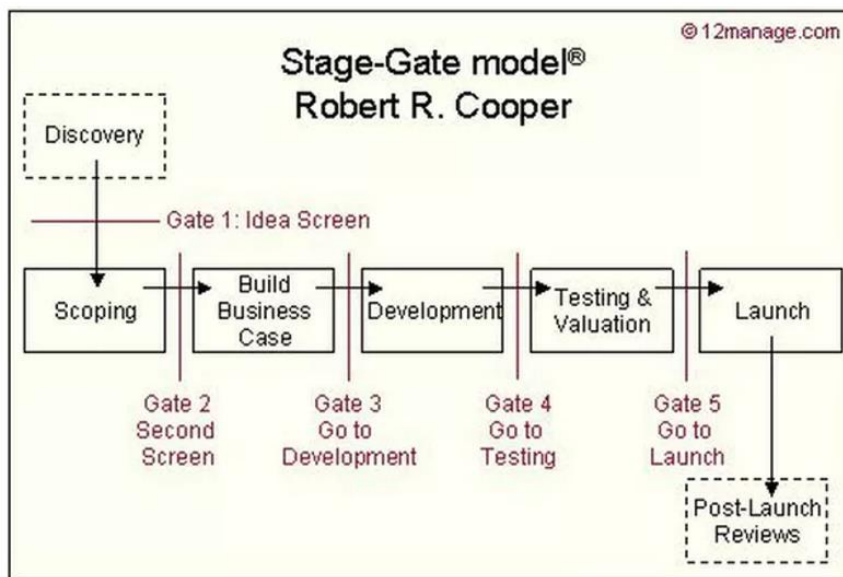 © 12manage.com
Stage-Gate model®
Robert R. Cooper
Discovery
Gate 1: Idea Screen
Scoping
Build
Business
Case
Development
Testing &
Valuation
Launch
Gate 2
Second
Screen
Gate 3
Go to
Development
Gate 4
Go to
Testing
Gate 5
Go to
Launch
Post-Launch
Reviews